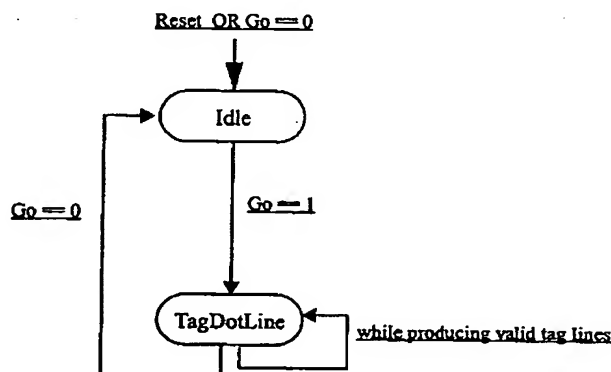 Reset OR Go == 0
Idle
Go == 0
Go == 1
TagDotLine
while producing valid tag lines